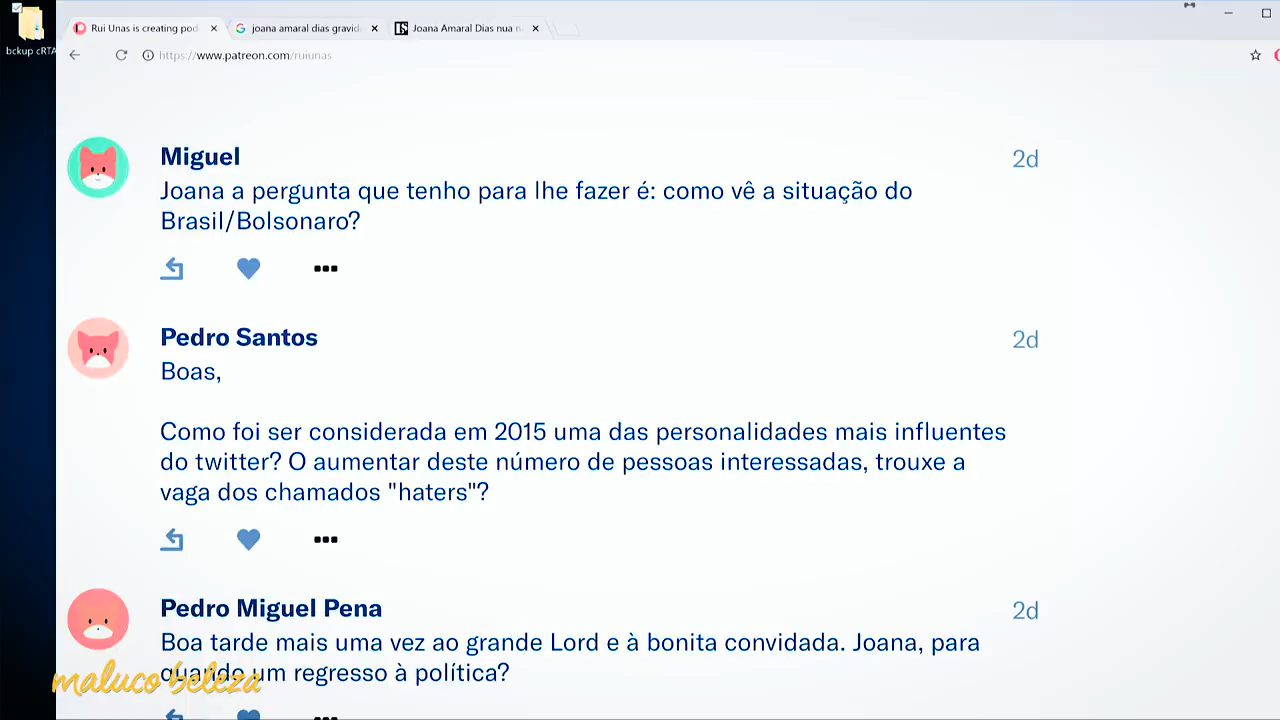 bckup cRTA
Rui Unas is creating pod
joana amaral dias gravid
Joana Amaral Dias nua n
https://www.patreon.com/ruiunas
Miguel
2d
Joana a pergunta que tenho para lhe fazer é: como vê a situação do
Brasil/Bolsonaro?
Pedro Santos
2d
Boas,
Como foi ser considerada em 2015 uma das personalidades mais influentes
do twitter? O aumentar deste número de pessoas interessadas, trouxe a
vaga dos chamados "haters"?
Pedro Miguel Pena
2d
Boa tarde mais uma vez ao grande Lord e à bonita convidada. Joana, para
quando um regresso à política?
maluco beleza